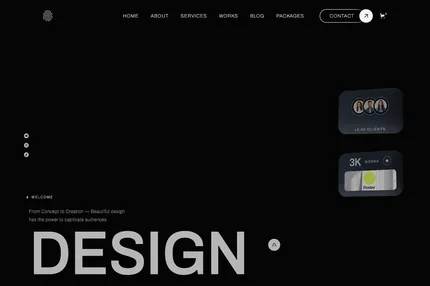 HOME
ABOUT
SERVICES
WORKS
BLOG
PACKAGES
CONTACT
LEAD CLIENTS
3K WORKS
Poster
WELCOME
From Concept to Creation — Beautiful design
has the power to captivate audiences.
DESIGN